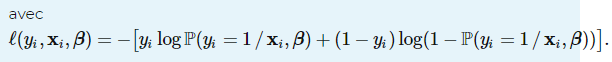 avec
ℓ(yᵢ, xᵢ, β) = −[yᵢ log ℙ(yᵢ = 1 / xᵢ, β) + (1 − yᵢ) log(1 − ℙ(yᵢ = 1 / xᵢ, β))].